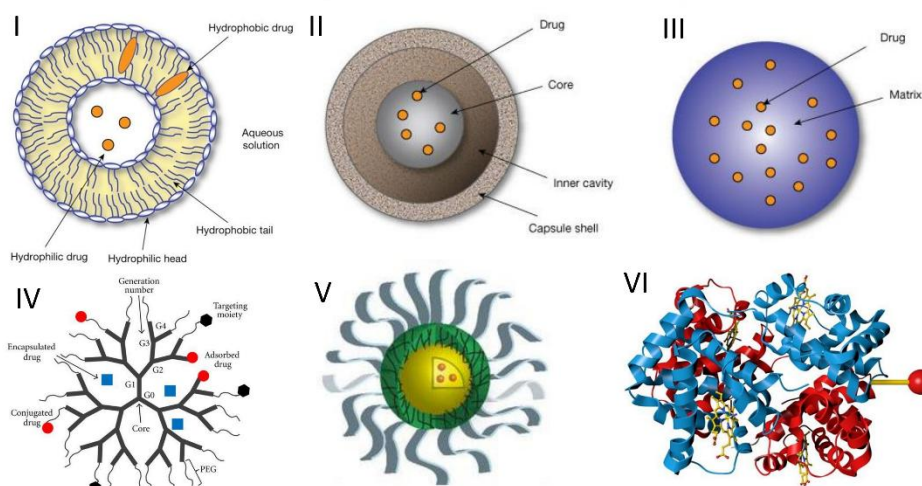 I
Hydrophobic drug
Aqueous
solution
Hydrophobic tail
Hydrophilic drug
Hydrophilic head
II
Drug
Core
Inner cavity
Capsule shell
III
Drug
Matrix
IV
Generation
number
Targeting
moiety
G4
G3
Encapsulated
drug
Adsorbed
drug
G2
G1
G0
Conjugated
drug
Core
PEG
V
VI